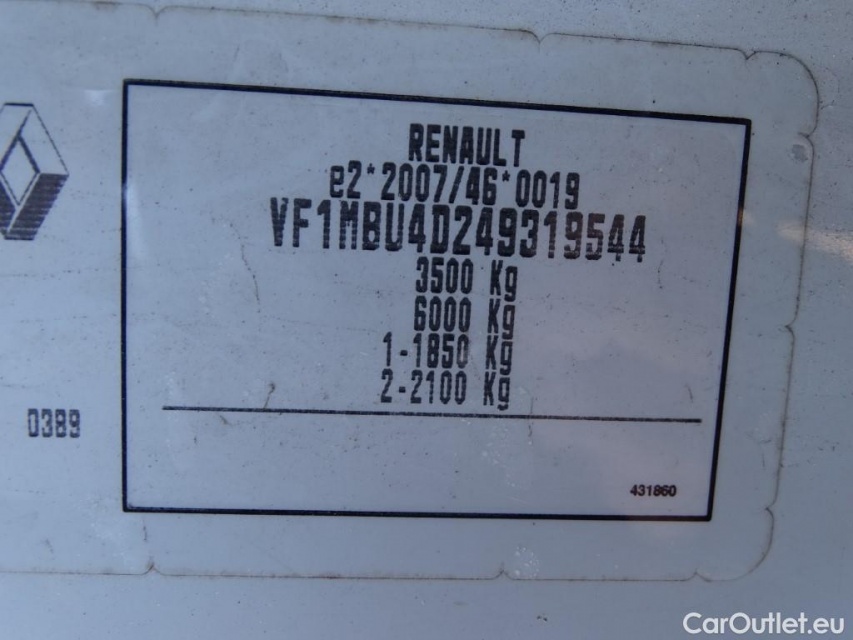 RENAULT
e2*2007/46*0019
VF1MBU4D249319544
3500 Kg
6000 Kg
1-1850 Kg
2-2100 Kg
0389
431860
CarOutlet.eu